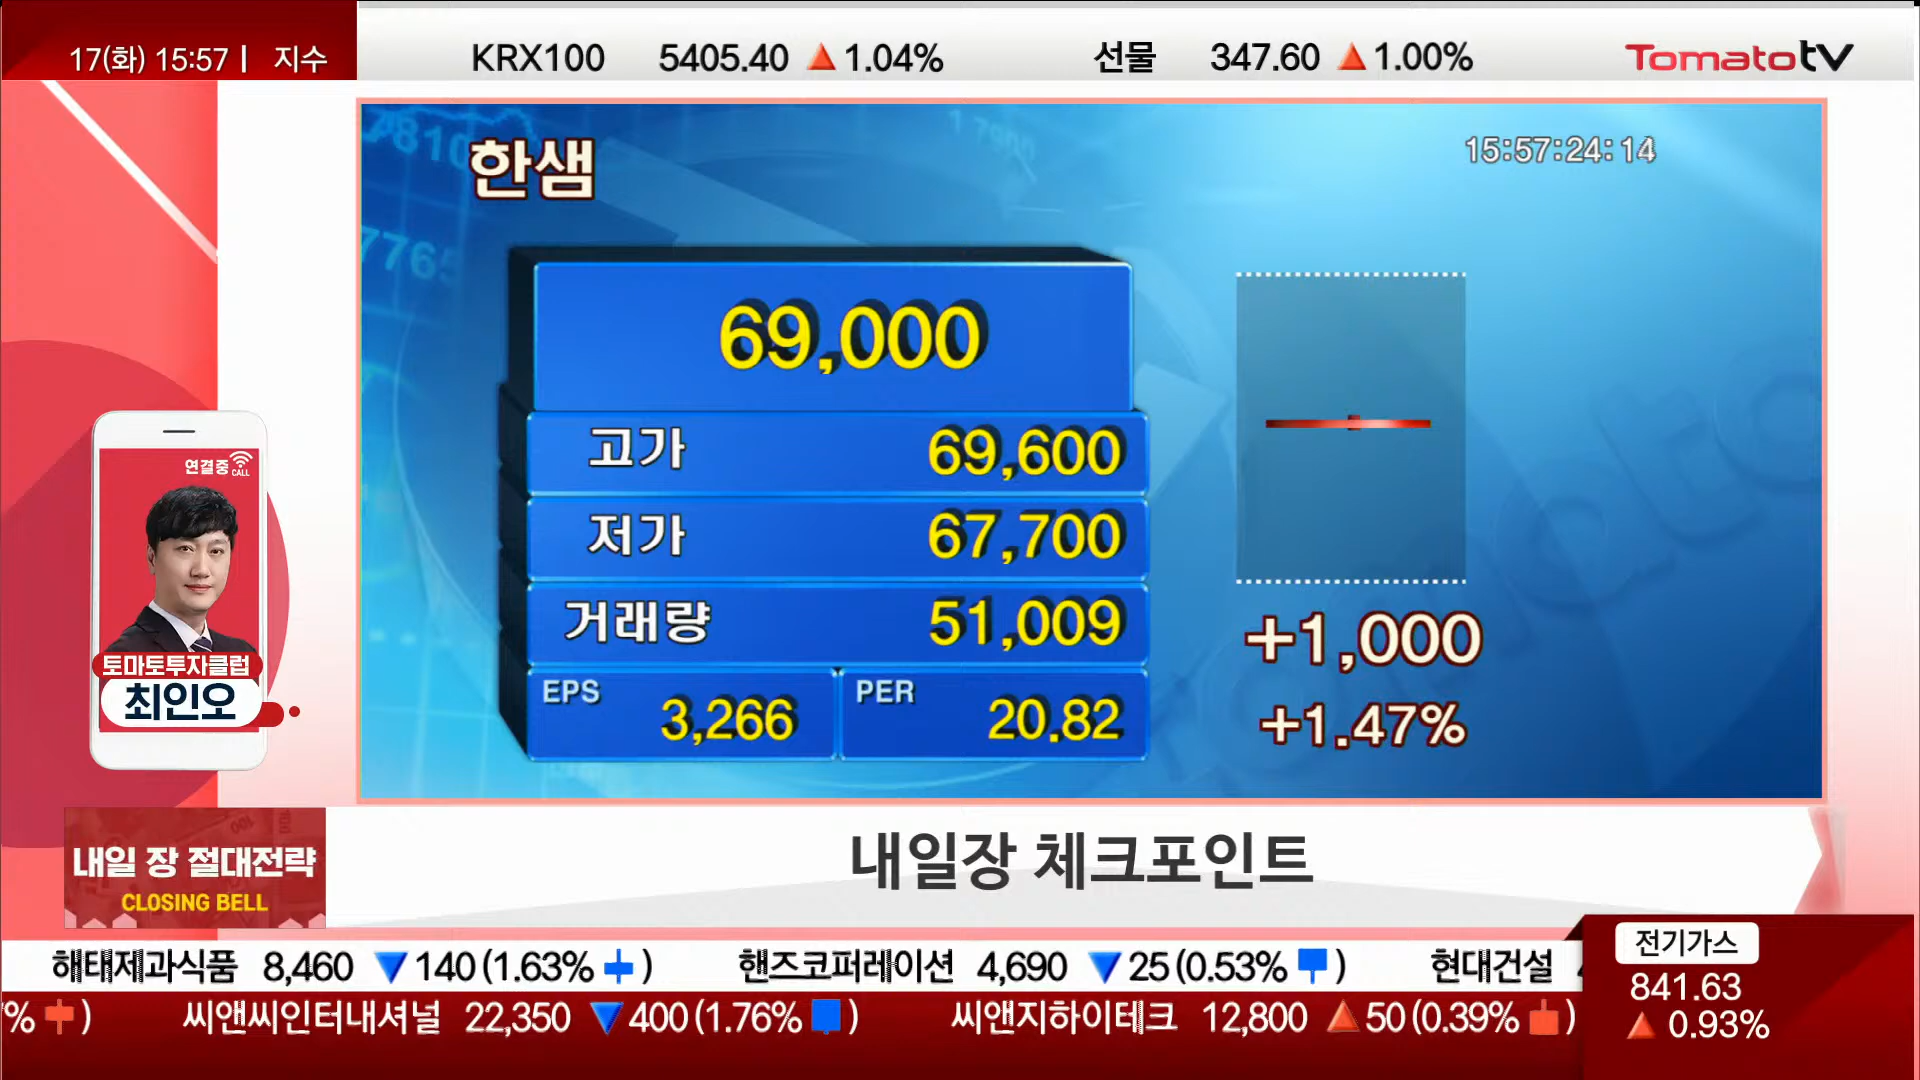 17(화) 15:57 | 지수
KRX100 5405.40 ▲1.04% 선물 347.60 ▲1.00%
Tomatotv
한샘
15:57:24:14
69,000
고가 69,600
저가 67,700
거래량 51,009
EPS 3,266 PER 20.82
+1,000
+1.47%
연결중
CALL
토마토투자클럽
최인오
내일 장 절대전략
CLOSING BELL
내일장 체크포인트
해태제과식품 8,460 ▼140(1.63% ) 핸즈코퍼레이션 4,690 ▼25(0.53% ) 현대건설
% ) 씨앤씨인터내셔널 22,350 ▼400(1.76% ) 씨앤지하이테크 12,800 ▲50(0.39% )
전기가스
841.63
▲ 0.93%